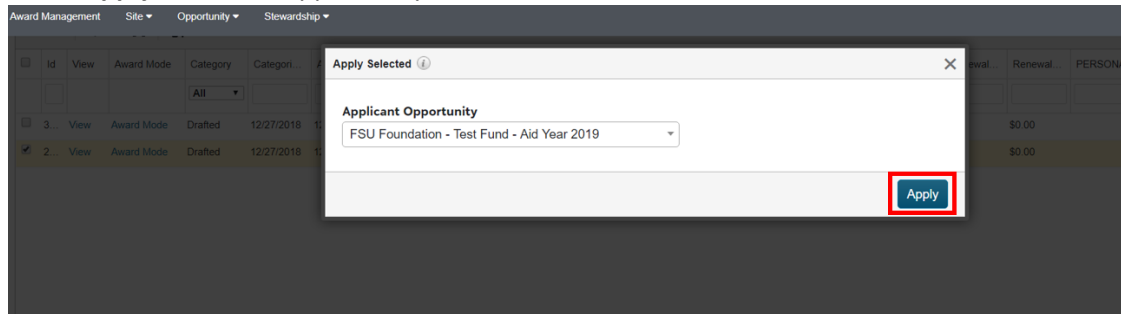 Award Management Site Opportunity Stewardship
Id View Award Mode Category Categori... Apply Selected ewal... Renewal... PERSONA
All
Applicant Opportunity
3... View Award Mode Drafted 12/27/2018 $0.00
FSU Foundation - Test Fund - Aid Year 2019
2... View Award Mode Drafted 12/27/2018 $0.00
Apply